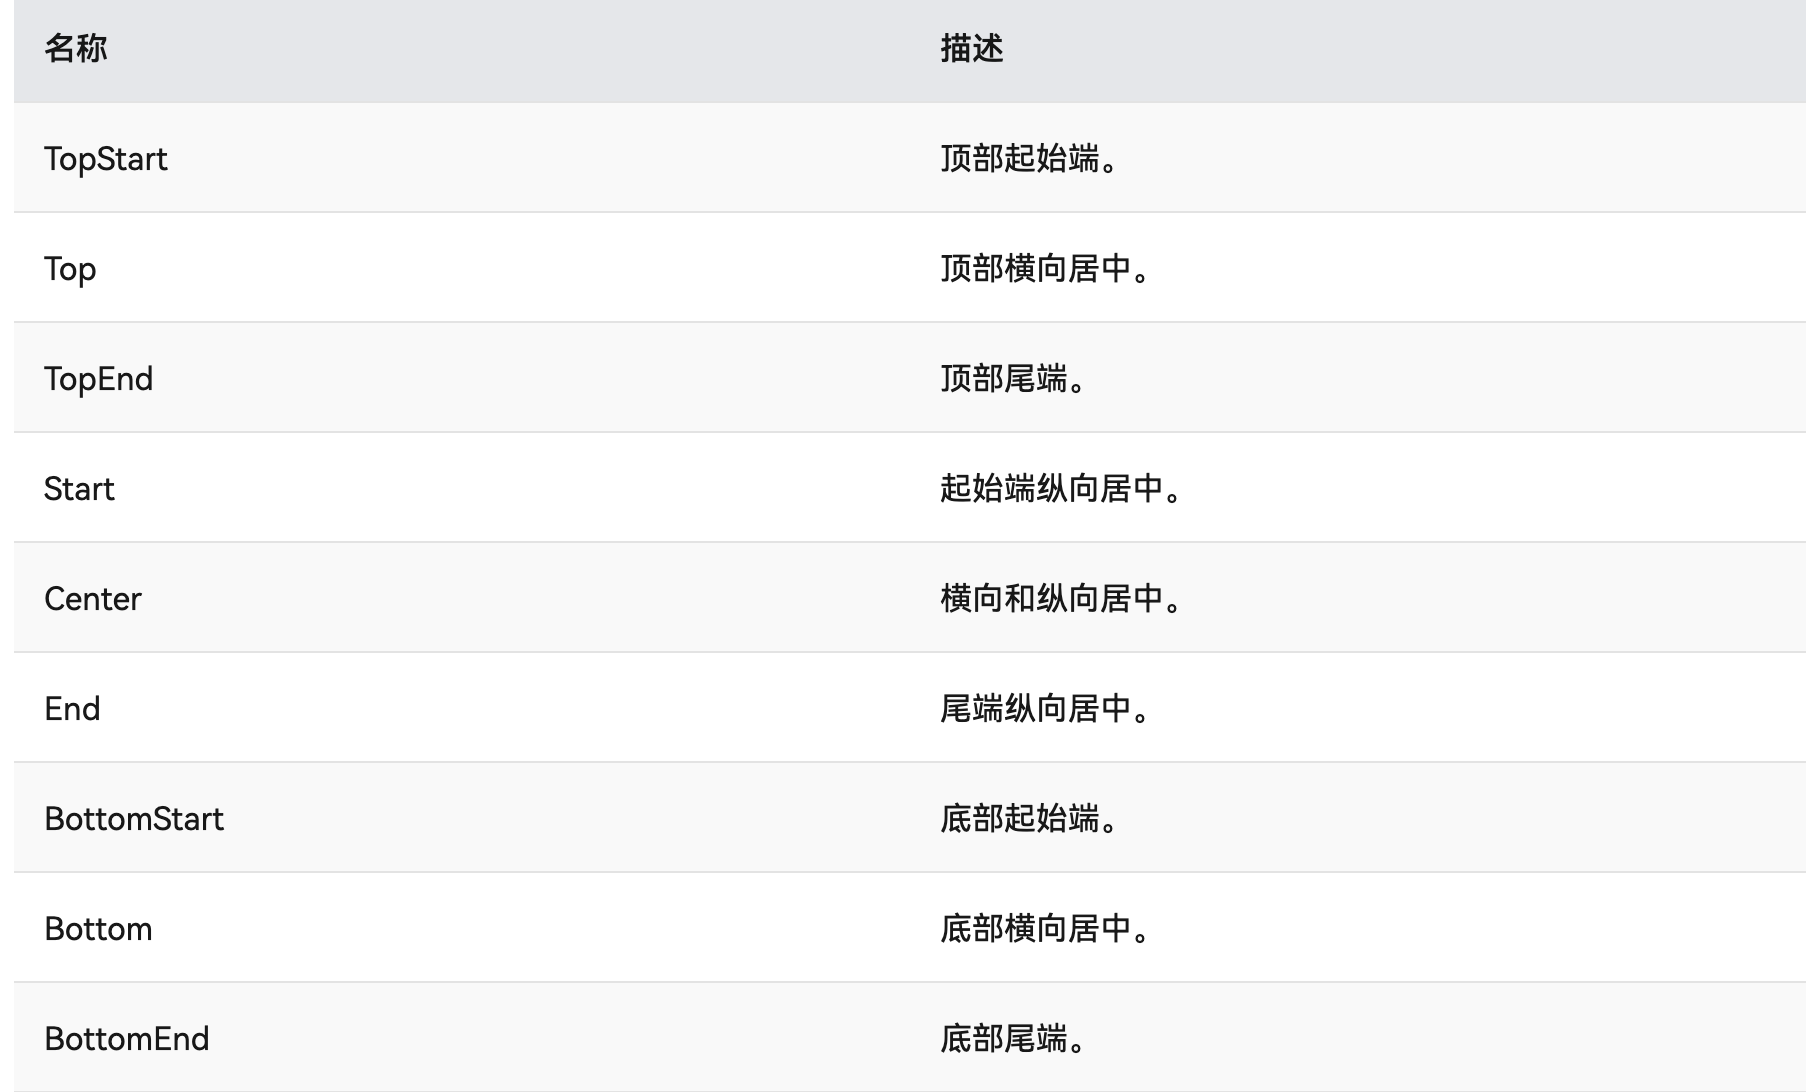 名称 描述
TopStart 顶部起始端。
Top 顶部横向居中。
TopEnd 顶部尾端。
Start 起始端纵向居中。
Center 横向和纵向居中。
End 尾端纵向居中。
BottomStart 底部起始端。
Bottom 底部横向居中。
BottomEnd 底部尾端。